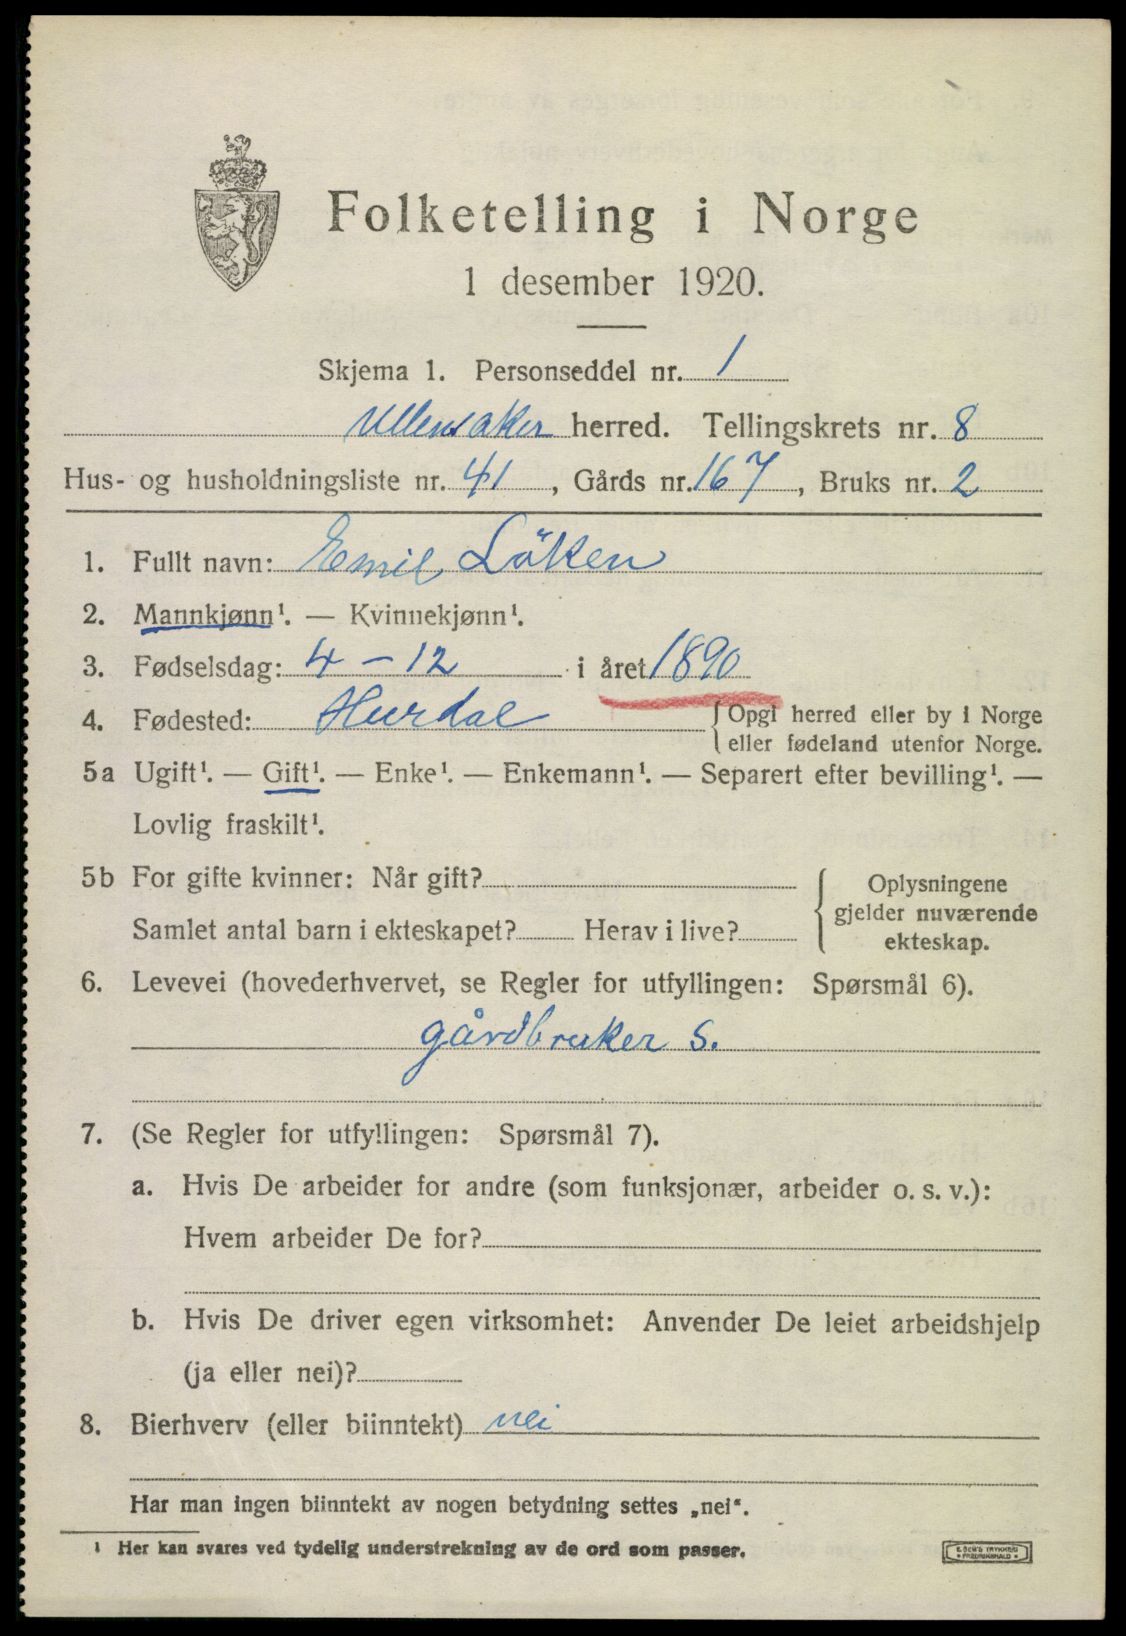 Folketelling i Norge
1 desember 1920.
Skjema 1. Personseddel nr. 1
Ullensaker herred. Tellingskrets nr. 8
Hus- og husholdningsliste nr. 41, Gårds nr. 167, Bruks nr. 2
1. Fullt navn: Emil Löken
2. Mannkjønn¹. — Kvinnekjønn¹.
3. Fødselsdag: 4 – 12 i året 1890
4. Fødested: Hurdal { Opgi herred eller by i Norge
eller fødeland utenfor Norge.
5a Ugift¹. — Gift¹. — Enke¹. — Enkemann¹. — Separert efter bevilling¹. —
Lovlig fraskilt¹.
5b For gifte kvinner: Når gift?
Samlet antal barn i ekteskapet? Herav i live?
Oplysningene
gjelder nuværende
ekteskap.
6. Levevei (hovederhvervet, se Regler for utfyllingen: Spørsmål 6).
gårdbruker S.
7. (Se Regler for utfyllingen: Spørsmål 7).
a. Hvis De arbeider for andre (som funksjonær, arbeider o. s. v.):
Hvem arbeider De for?
b. Hvis De driver egen virksomhet: Anvender De leiet arbeidshjelp
(ja eller nei)?
8. Bierhverv (eller biinntekt) nei
Har man ingen biinntekt av nogen betydning settes „nei“.
¹ Her kan svares ved tydelig understrekning av de ord som passer.